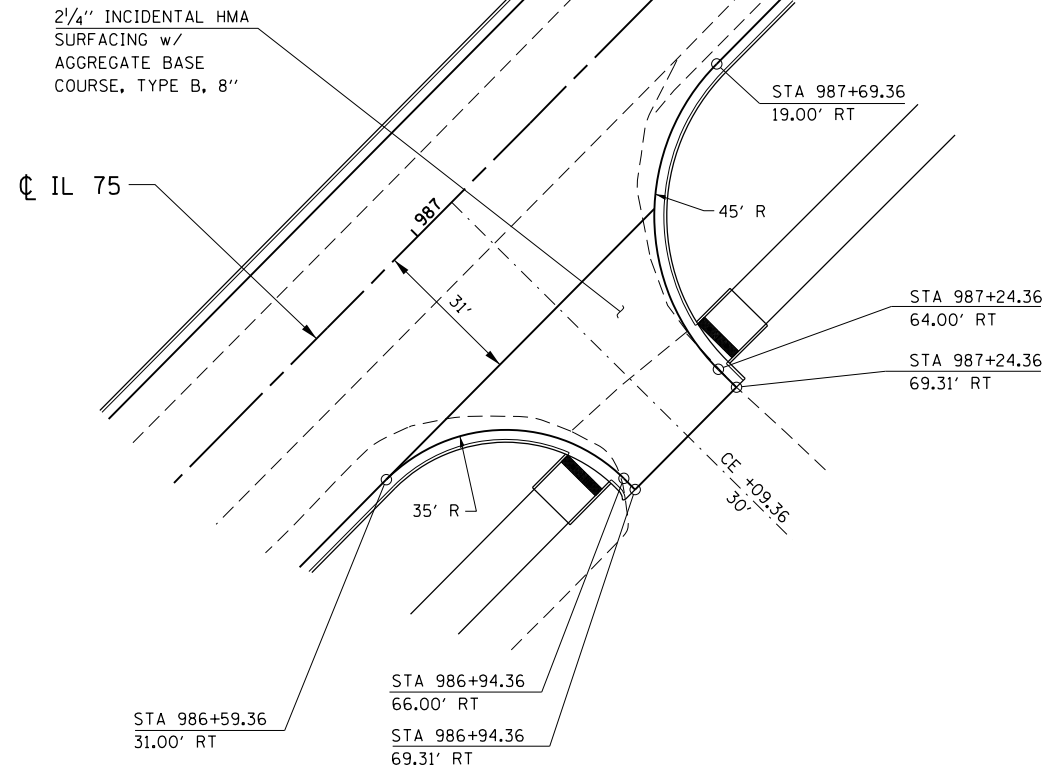 2 1/4'' INCIDENTAL HMA
SURFACING w/
AGGREGATE BASE
COURSE, TYPE B, 8''
STA 987+69.36
19.00' RT
℄ IL 75
987
45' R
31'
STA 987+24.36
64.00' RT
STA 987+24.36
69.31' RT
CE +09.36
30'
35' R
STA 986+94.36
66.00' RT
STA 986+59.36
31.00' RT
STA 986+94.36
69.31' RT